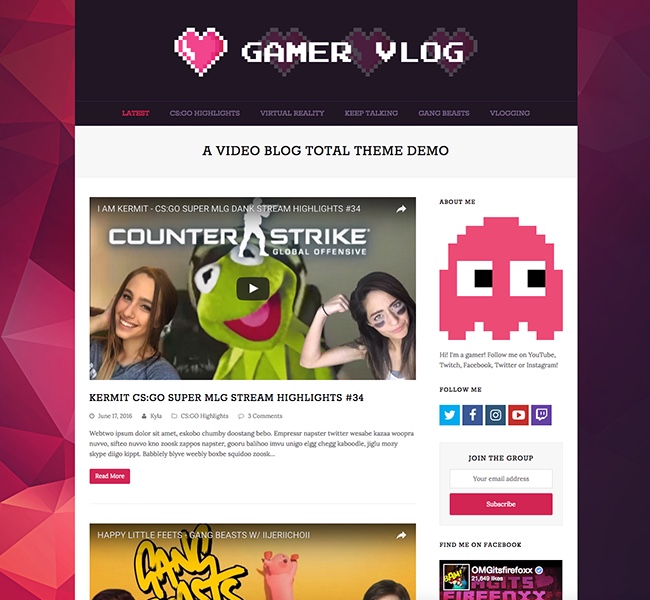 GAMER VLOG
LATEST CS:GO HIGHLIGHTS VIRTUAL REALITY KEEP TALKING GANG BEASTS VLOGGING
A VIDEO BLOG TOTAL THEME DEMO
I AM KERMIT - CS:GO SUPER MLG DANK STREAM HIGHLIGHTS #34
COUNTER STRIKE
GLOBAL OFFENSIVE
KERMIT CS:GO SUPER MLG STREAM HIGHLIGHTS #34
June 17, 2016 Kyla CS:GO Highlights 3 Comments
Webtwo ipsum dolor sit amet, eskobo chumby doostang bebo. Empressr napster twitter wesabe kazaa woopra
nuvvo, sifteo nuvvo kno zoosk zappos napster, gooru balihoo imvu unigo eigg chegg kaboodle, jiglu mozy
skype diigo kippt. Babblely blyve weebly boxbe squidoo zoosk...
Read More
HAPPY LITTLE FEETS - GANG BEASTS W/ IIJERIICHOII
GANG
BEASTS
ABOUT ME
Hi! I'm a gamer! Follow me on YouTube,
Twitch, Facebook, Twitter or Instagram!
FOLLOW ME
JOIN THE GROUP
Your email address
Subscribe
FIND ME ON FACEBOOK
OMGitsfirefoxx
21,649 likes